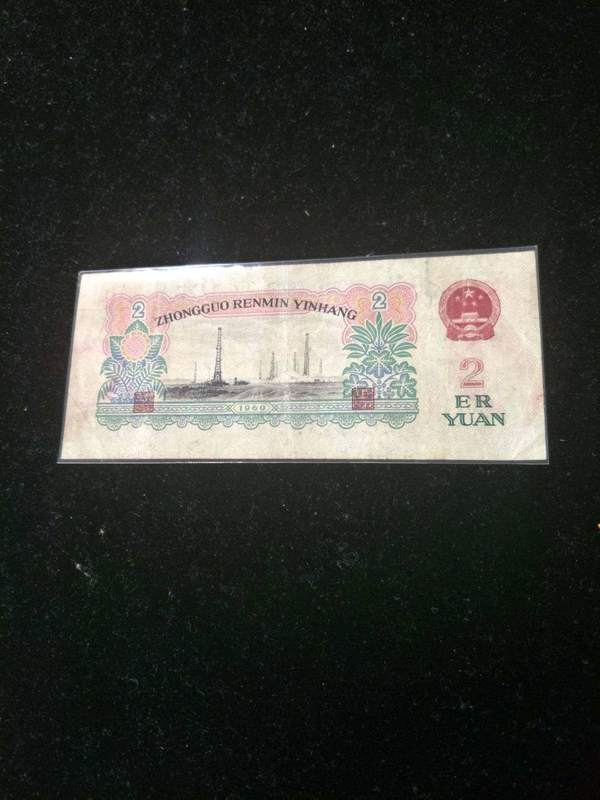 ZHONGGUO RENMIN YINHANG
2
2
2
ER
YUAN
1960